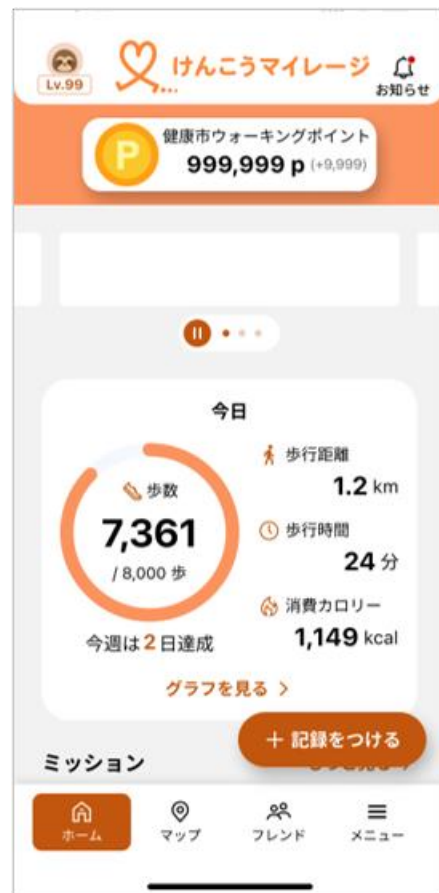 Lv.99
けんこうマイレージ
お知らせ
P
健康市ウォーキングポイント
999,999 p (+9,999)
今日
歩数
7,361
/ 8,000 歩
今週は2日達成
歩行距離
1.2 km
歩行時間
24 分
消費カロリー
1,149 kcal
グラフを見る >
+ 記録をつける
ミッション
ホーム
マップ
フレンド
メニュー